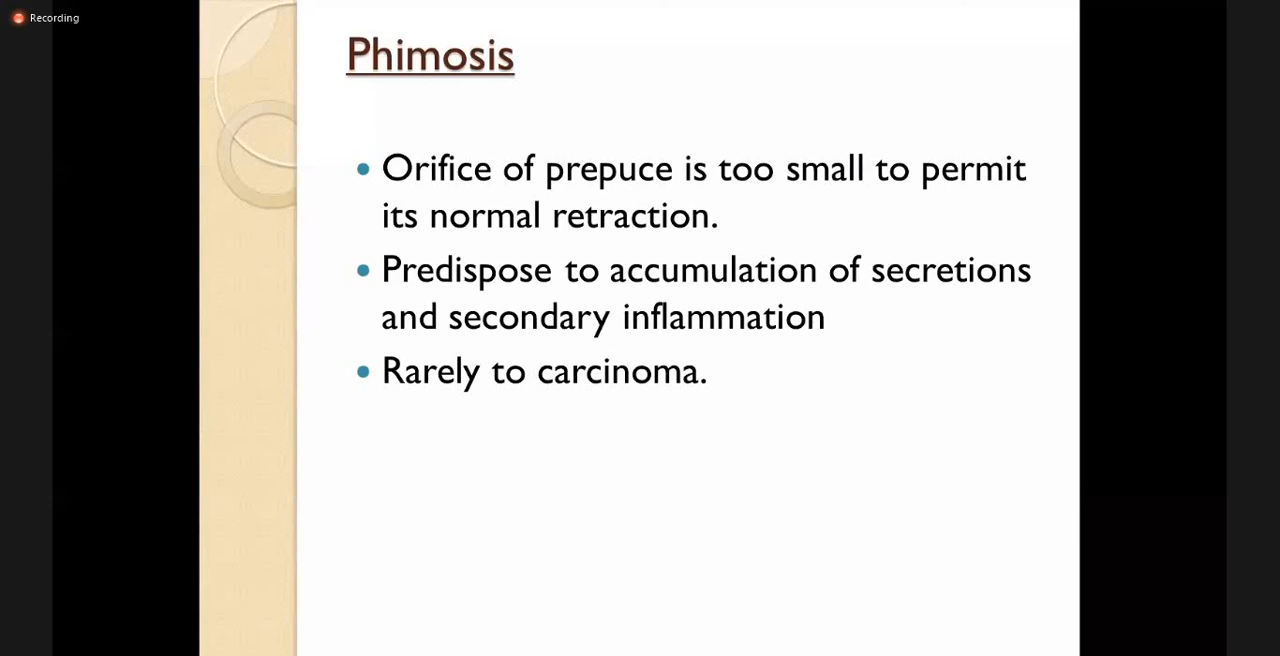 Recording
Phimosis
• Orifice of prepuce is too small to permit
its normal retraction.
• Predispose to accumulation of secretions
and secondary inflammation
• Rarely to carcinoma.